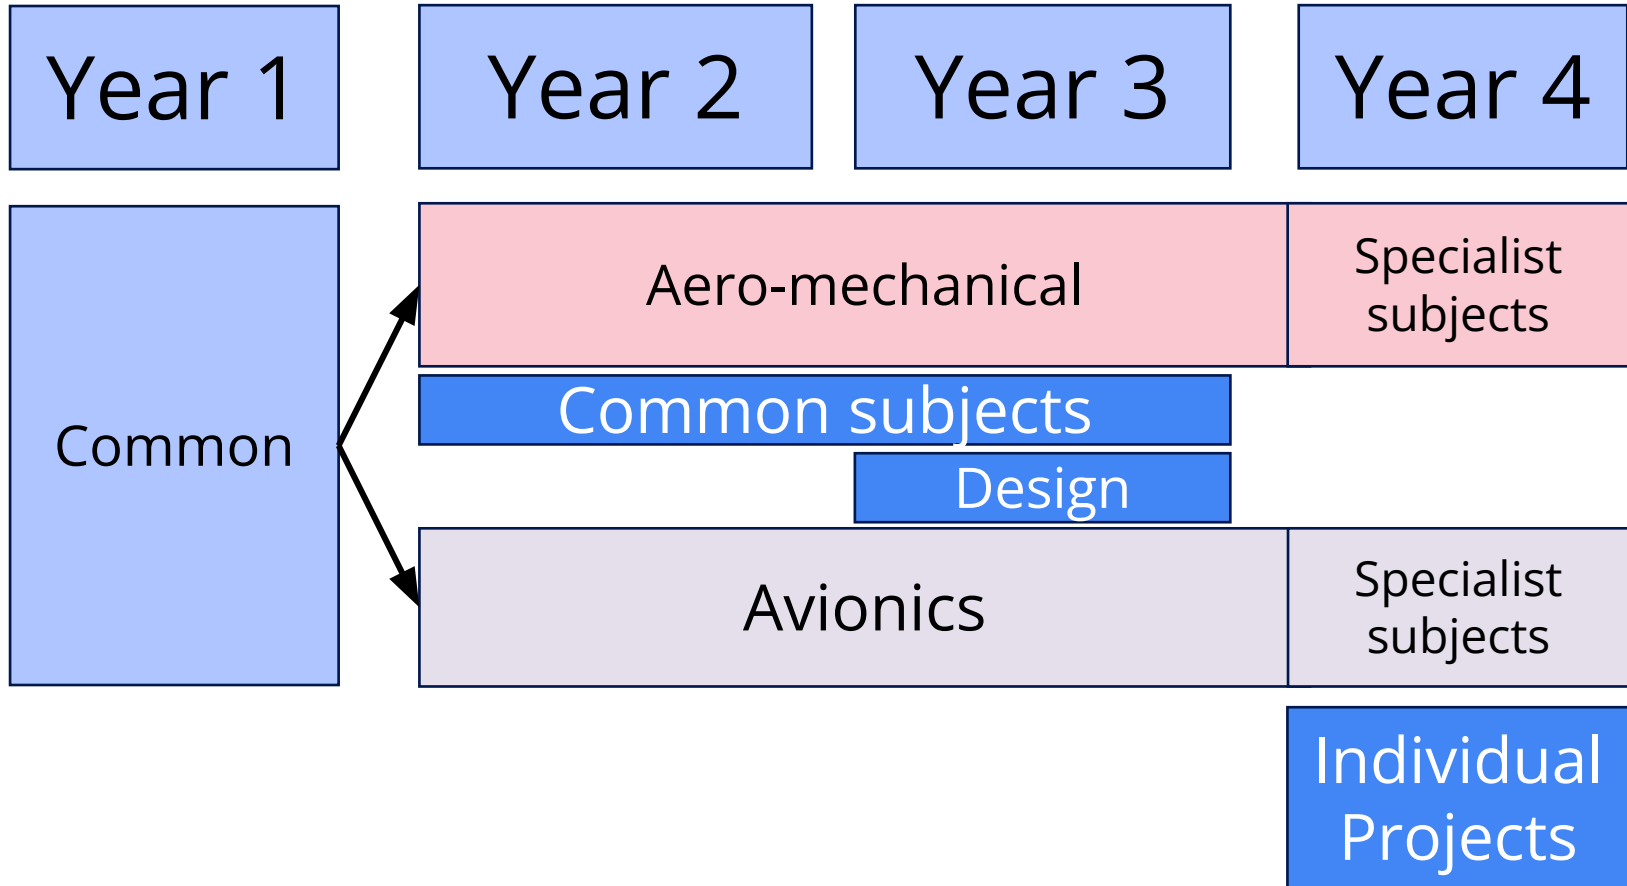 Year 1
Year 2
Year 3
Year 4
Common
Aero-mechanical
Specialist
subjects
Common subjects
Design
Avionics
Specialist
subjects
Individual
Projects